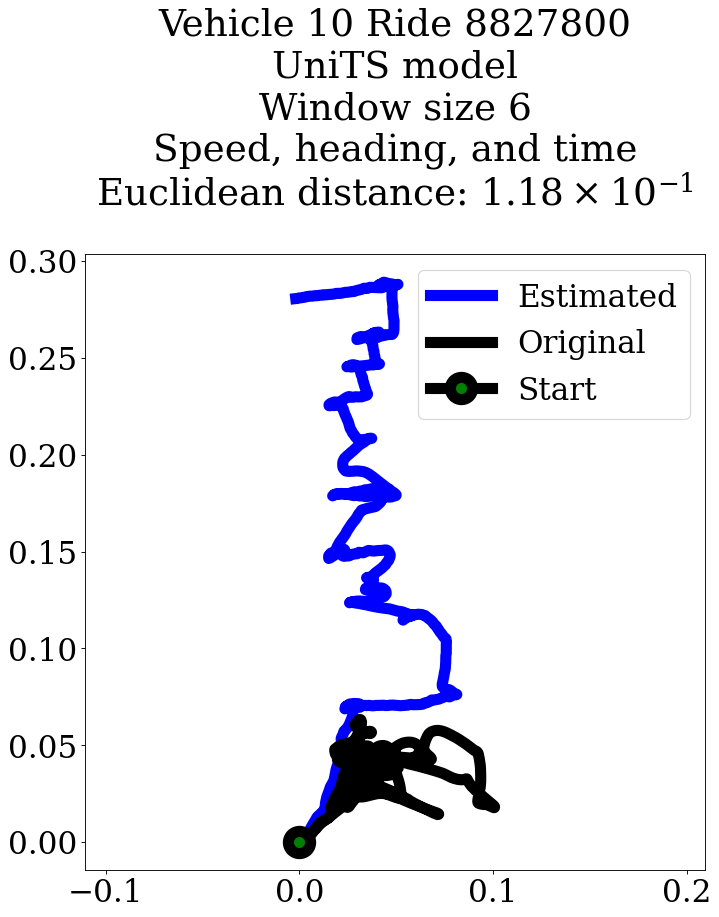 Vehicle 10 Ride 8827800
UniTS model
Window size 6
Speed, heading, and time
Euclidean distance: 1.18 × 10⁻¹
Estimated
Original
Start
0.30
0.25
0.20
0.15
0.10
0.05
0.00
−0.1
0.0
0.1
0.2